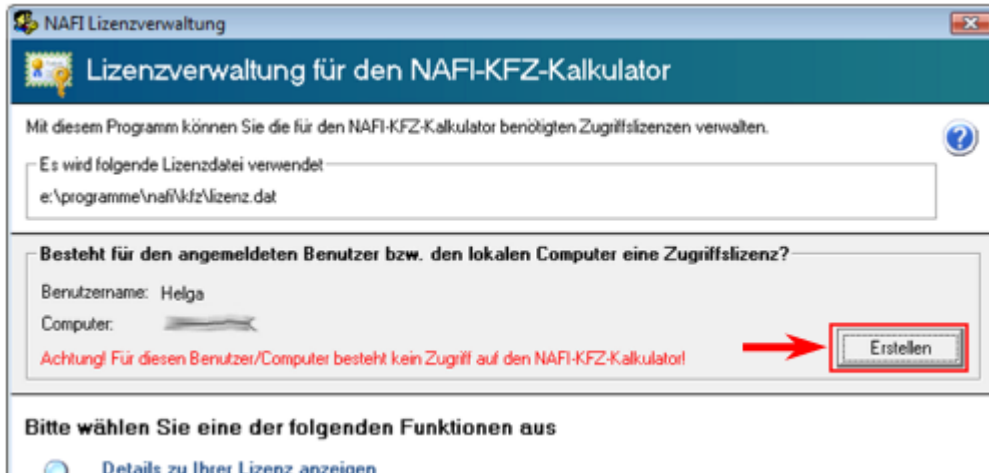 NAFI Lizenzverwaltung
Lizenzverwaltung für den NAFI-KFZ-Kalkulator
Mit diesem Programm können Sie die für den NAFI-KFZ-Kalkulator benötigten Zugriffslizenzen verwalten.
Es wird folgende Lizenzdatei verwendet
e:\programme\nafi\kfz\lizenz.dat
Besteht für den angemeldeten Benutzer bzw. den lokalen Computer eine Zugriffslizenz?
Benutzername: Helga
Computer:
Achtung! Für diesen Benutzer/Computer besteht kein Zugriff auf den NAFI-KFZ-Kalkulator!
Erstellen
Bitte wählen Sie eine der folgenden Funktionen aus
Details zu Ihrer Lizenz anzeigen